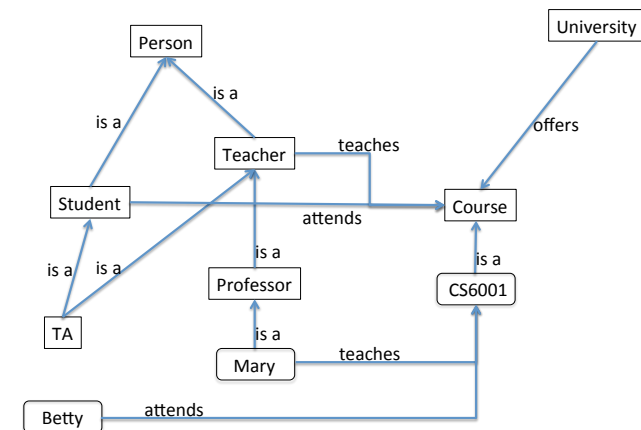 University
Person
is a
is a
offers
teaches
Teacher
Student
attends
Course
is a
is a
is a
is a
Professor
CS6001
TA
is a
Mary
teaches
Betty
attends